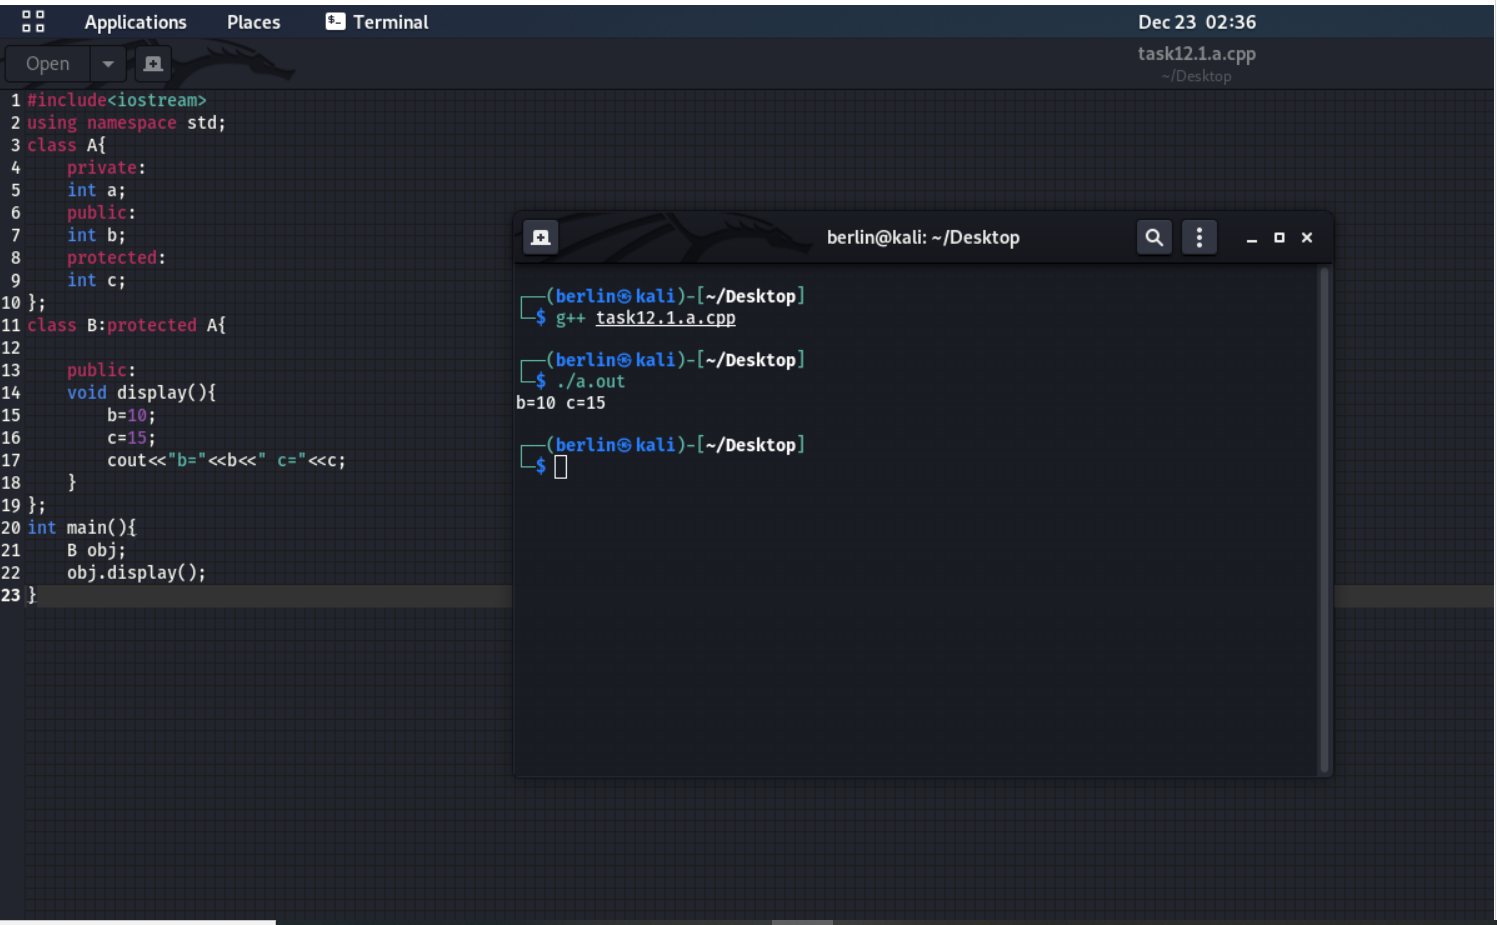 Applications Places Terminal Dec 23 02:36
Open task12.1.a.cpp
~/Desktop
1 #include<iostream>
2 using namespace std;
3 class A{
4     private:
5     int a;
6     public:
7     int b;
8     protected:
9     int c;
10 };
11 class B:protected A{
12
13     public:
14     void display(){
15         b=10;
16         c=15;
17         cout<<"b="<<b<<" c="<<c;
18     }
19 };
20 int main(){
21     B obj;
22     obj.display();
23 }
berlin@kali: ~/Desktop
┌──(berlin㉿kali)-[~/Desktop]
└─$ g++ task12.1.a.cpp
┌──(berlin㉿kali)-[~/Desktop]
└─$ ./a.out
b=10 c=15
┌──(berlin㉿kali)-[~/Desktop]
└─$